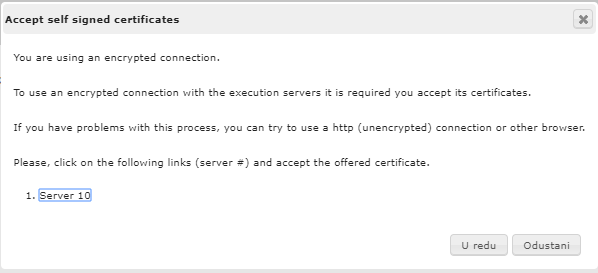 Accept self signed certificates
You are using an encrypted connection.
To use an encrypted connection with the execution servers it is required you accept its certificates.
If you have problems with this process, you can try to use a http (unencrypted) connection or other browser.
Please, click on the following links (server #) and accept the offered certificate.
1. Server 10
U redu Odustani